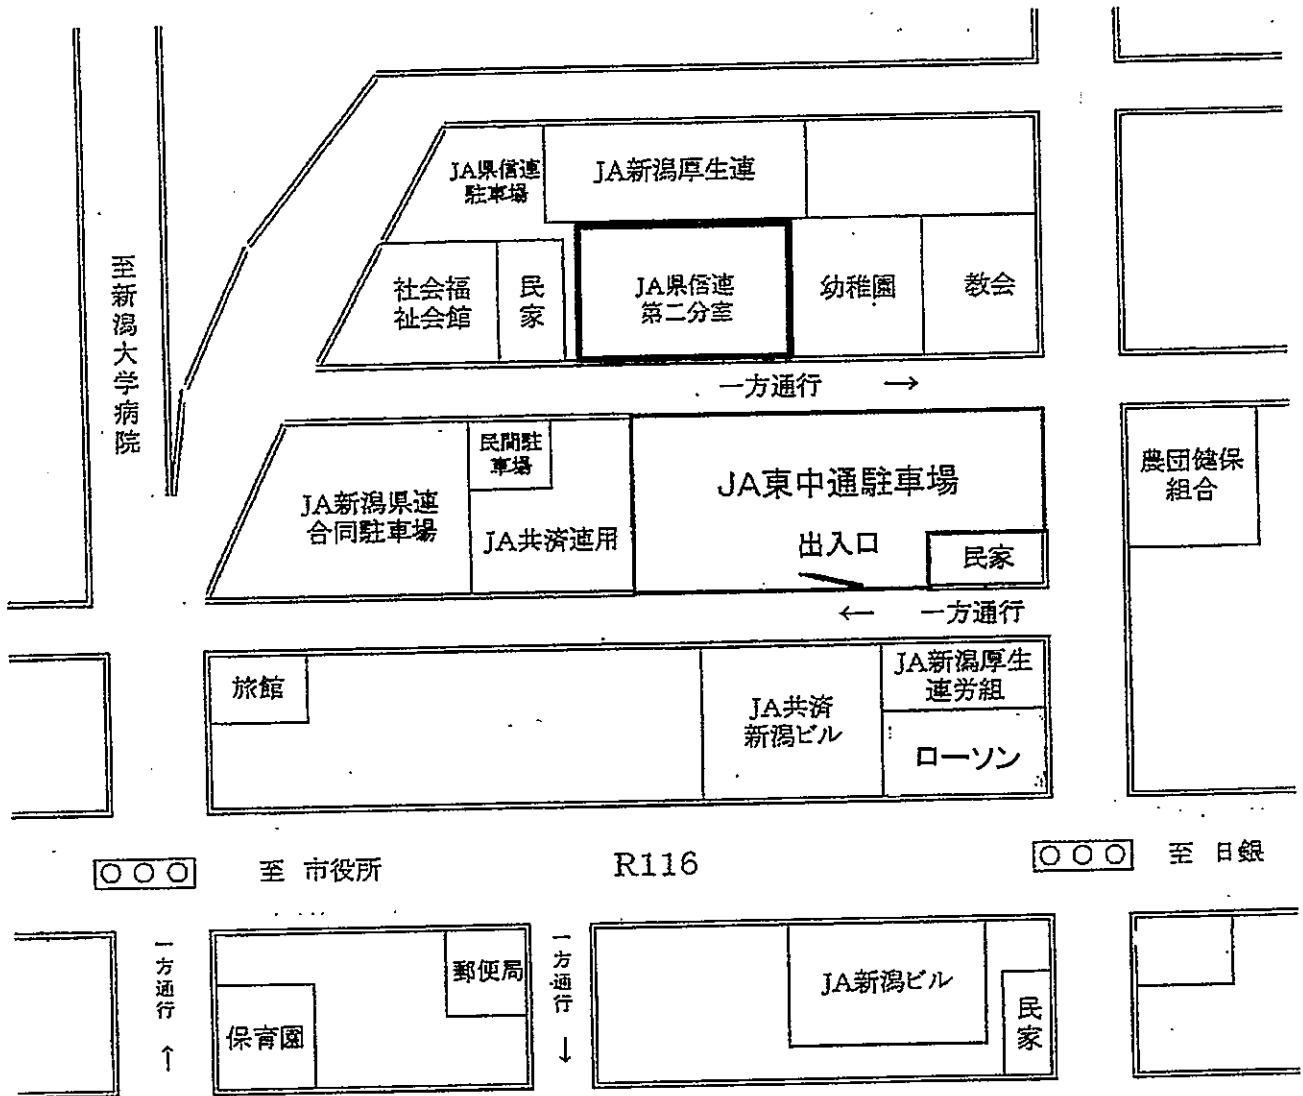 JA県信連
駐車場
JA新潟厚生連
社会福
祉会館
民
家
JA県信連
第二分室
幼稚園
教会
至新潟大学病院
一方通行 →
JA新潟県連
合同駐車場
民間駐
車場
JA共済連用
JA東中通駐車場
出入口
民家
農団健保
組合
← 一方通行
旅館
JA共済
新潟ビル
JA新潟厚生
連労組
ローソン
至 市役所
R116
至 日銀
一方通行 ↑
保育園
郵便局
一方通行 ↓
JA新潟ビル
民
家